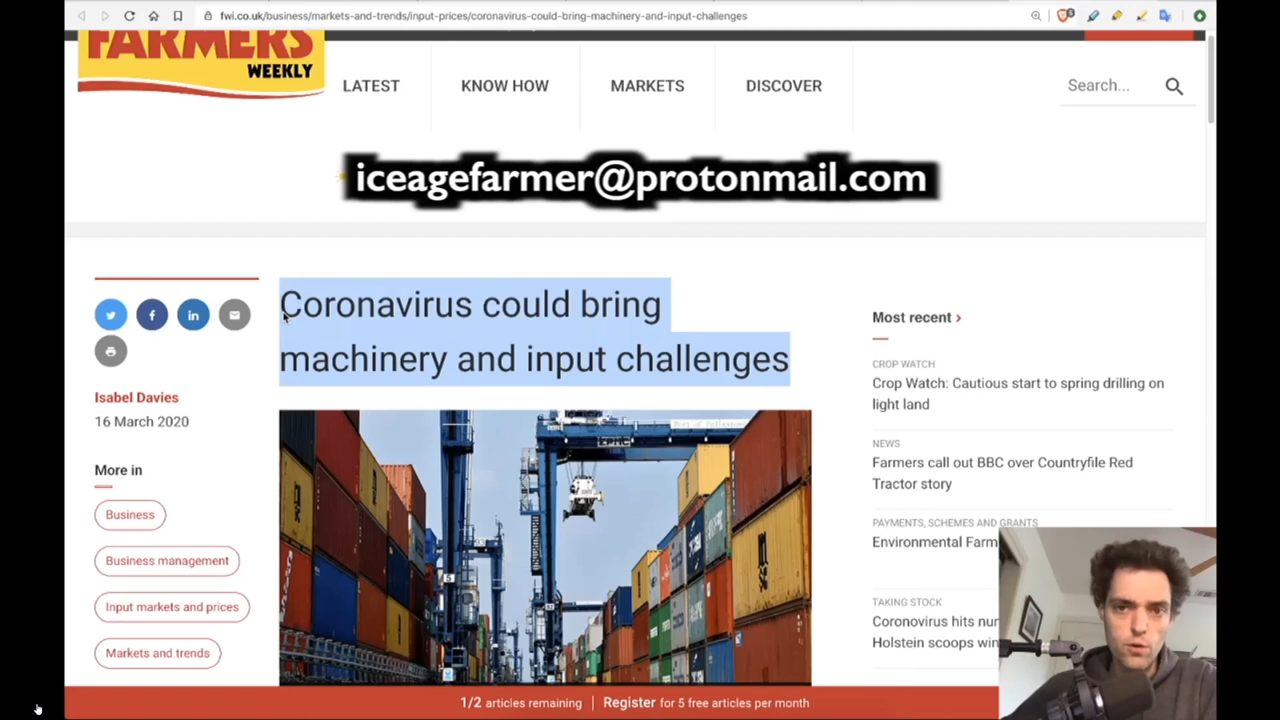 fwi.co.uk/business/markets-and-trends/input-prices/coronavirus-could-bring-machinery-and-input-challenges
FARMERS
WEEKLY
LATEST
KNOW HOW
MARKETS
DISCOVER
Search...
iceagefarmer@protonmail.com
Coronavirus could bring
machinery and input challenges
Isabel Davies
16 March 2020
More in
Business
Business management
Input markets and prices
Markets and trends
Most recent >
CROP WATCH
Crop Watch: Cautious start to spring drilling on
light land
NEWS
Farmers call out BBC over Countryfile Red
Tractor story
PAYMENTS, SCHEMES AND GRANTS
Environmental Farm
TAKING STOCK
Coronavirus hits nur
Holstein scoops win
1/2 articles remaining | Register for 5 free articles per month